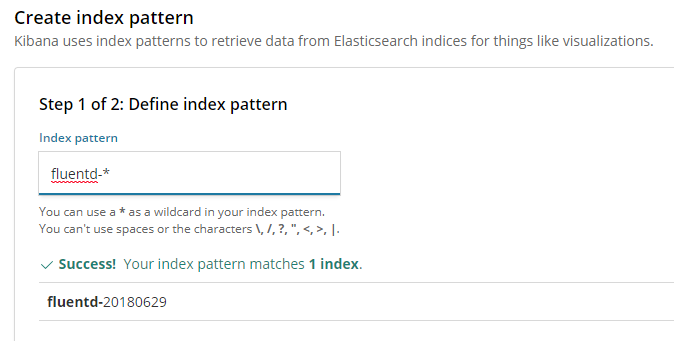 Create index pattern
Kibana uses index patterns to retrieve data from Elasticsearch indices for things like visualizations.
Step 1 of 2: Define index pattern
Index pattern
fluentd-*
You can use a * as a wildcard in your index pattern.
You can't use spaces or the characters \, /, ?, ", <, >, |.
Success! Your index pattern matches 1 index.
fluentd-20180629